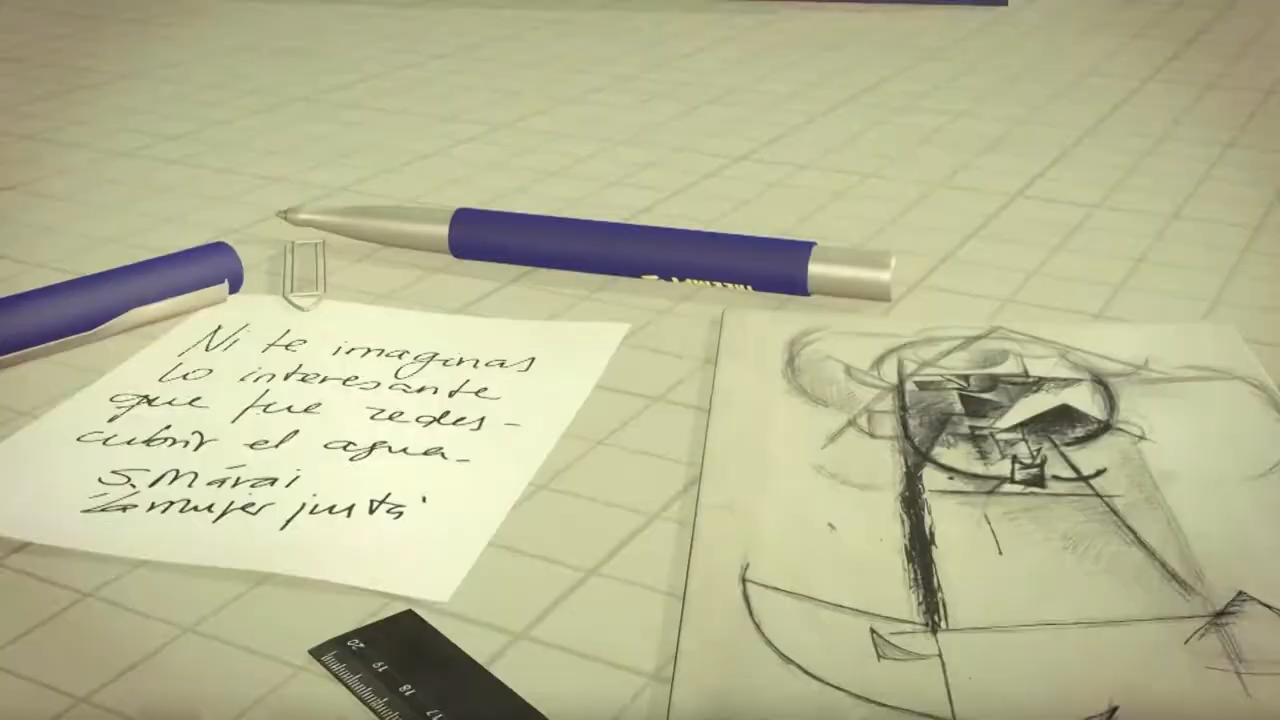 Ni te imaginas
lo interesante
que fue redes-
cubrir el agua.
S. Márai
"La mujer justa"
20
19
18
17